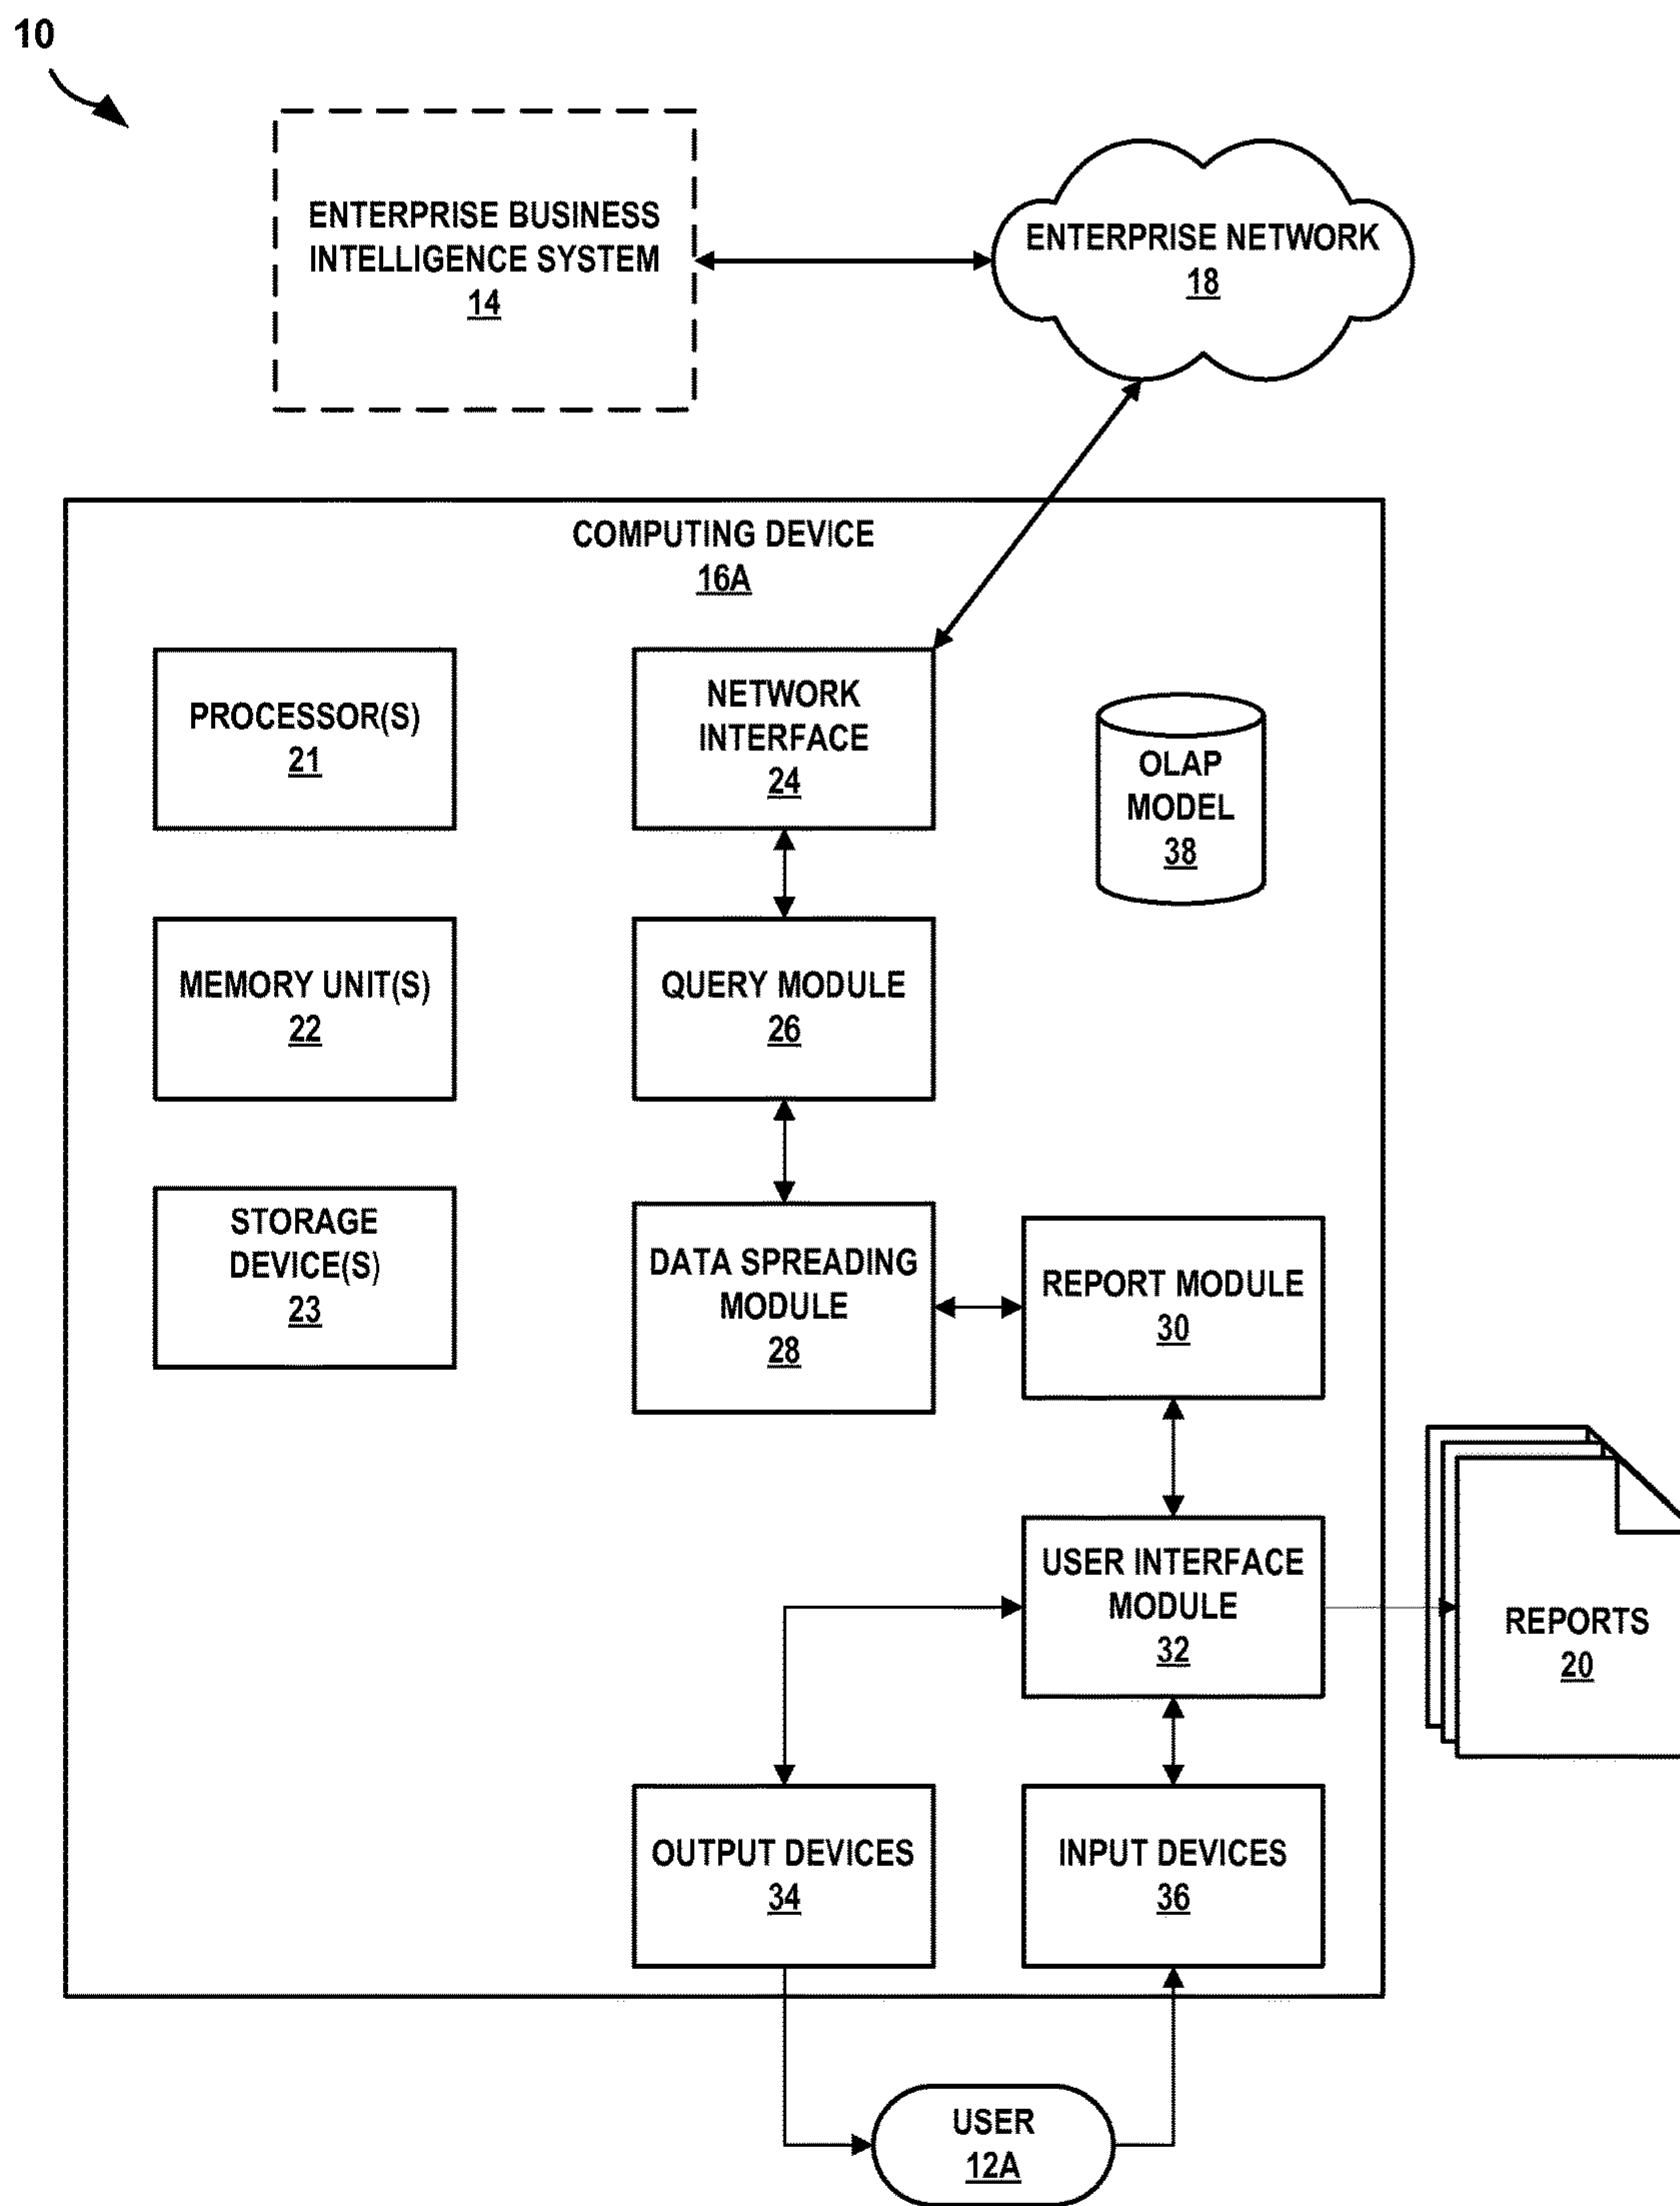 10
ENTERPRISE BUSINESS
INTELLIGENCE SYSTEM
14
ENTERPRISE NETWORK
18
COMPUTING DEVICE
16A
PROCESSOR(S)
21
NETWORK
INTERFACE
24
OLAP
MODEL
38
MEMORY UNIT(S)
22
QUERY MODULE
26
STORAGE
DEVICE(S)
23
DATA SPREADING
MODULE
28
REPORT MODULE
30
USER INTERFACE
MODULE
32
REPORTS
20
OUTPUT DEVICES
34
INPUT DEVICES
36
USER
12A